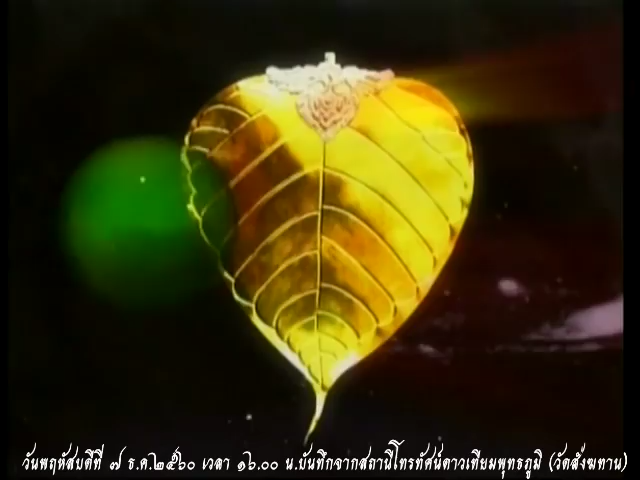 วันพฤหัสบดีที่ ๗ ธ.ค.๒๕๖๐ เวลา ๑๖.๐๐ น.บันทึกจากสถานีโทรทัศน์ดาวเทียมพุทธภูมิ (วัดสังฆทาน)